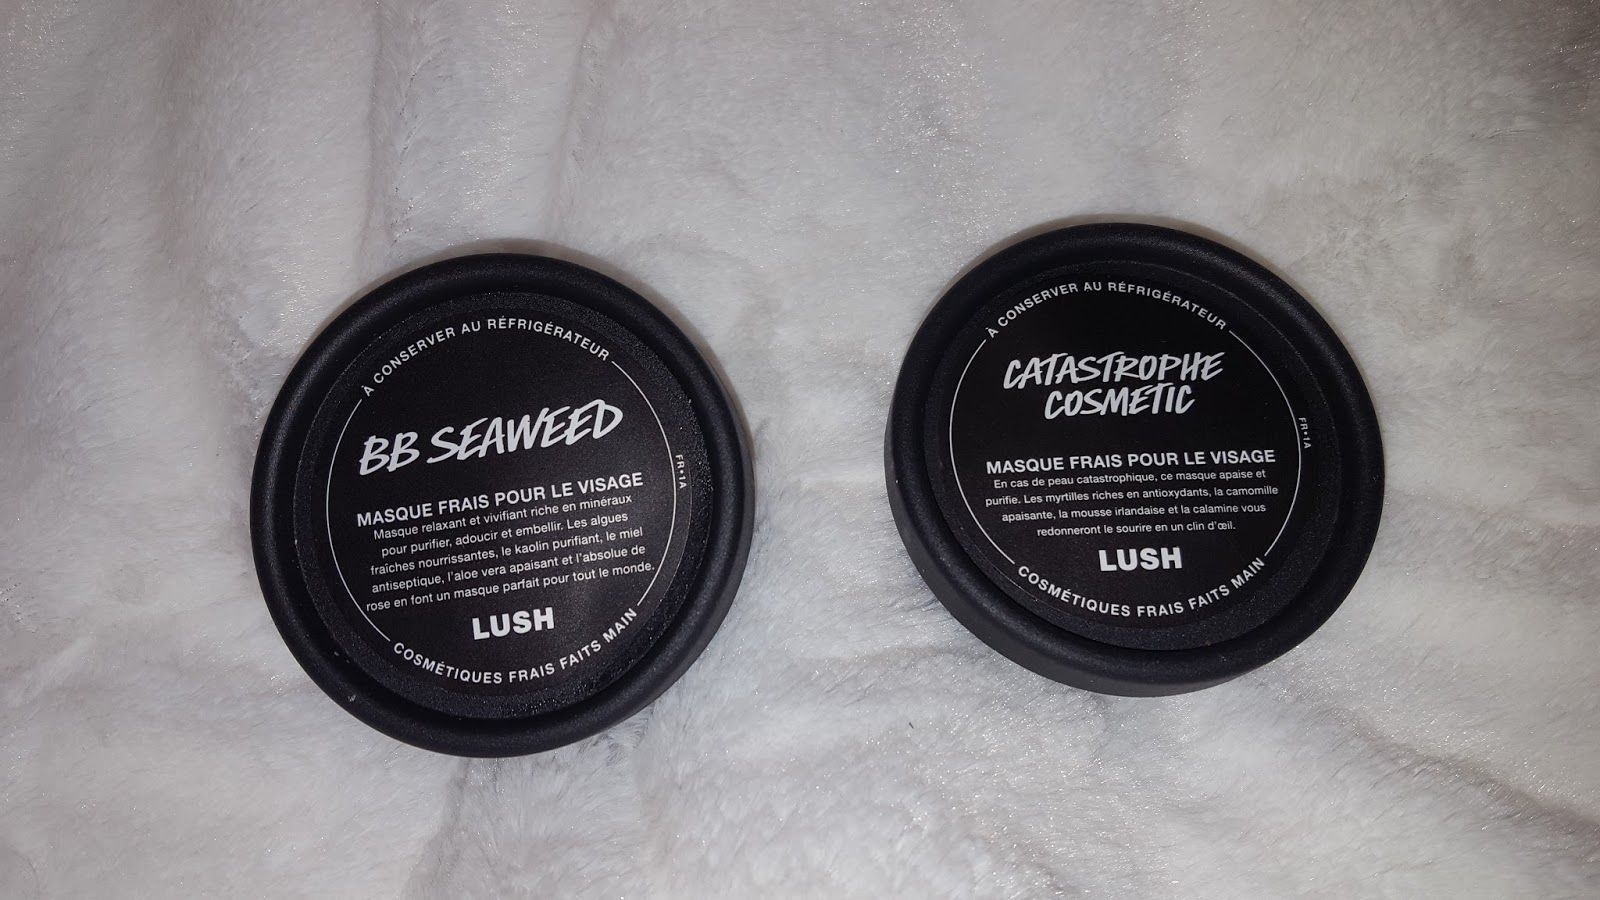 À CONSERVER AU RÉFRIGÉRATEUR
BB SEAWEED
FR•1A
MASQUE FRAIS POUR LE VISAGE
Masque relaxant et vivifiant riche en minéraux
pour purifier, adoucir et embellir. Les algues
fraîches nourrissantes, le kaolin purifiant, le miel
antiseptique, l'aloe vera apaisant et l'absolue de
rose en font un masque parfait pour tout le monde.
LUSH
COSMÉTIQUES FRAIS FAITS MAIN
À CONSERVER AU RÉFRIGÉRATEUR
CATASTROPHE
COSMETIC
FR•1A
MASQUE FRAIS POUR LE VISAGE
En cas de peau catastrophique, ce masque apaise et
purifie. Les myrtilles riches en antioxydants, la camomille
apaisante, la mousse irlandaise et la calamine vous
redonneront le sourire en un clin d'œil.
LUSH
COSMÉTIQUES FRAIS FAITS MAIN